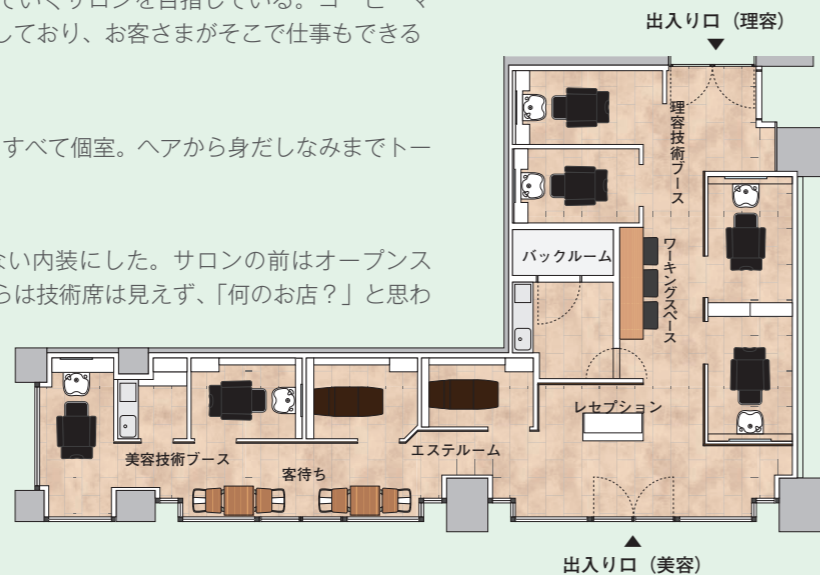 ていくサロンを目指している。コーヒーマ
しており、お客さまがそこで仕事もできる
すべて個室。ヘアから身だしなみまでトー
ない内装にした。サロンの前はオープンス
らは技術席は見えず、「何のお店？」と思わ
出入り口（理容）
理容技術ブース
バックルーム
ワーキングスペース
レセプション
エステルーム
美容技術ブース
客待ち
出入り口（美容）